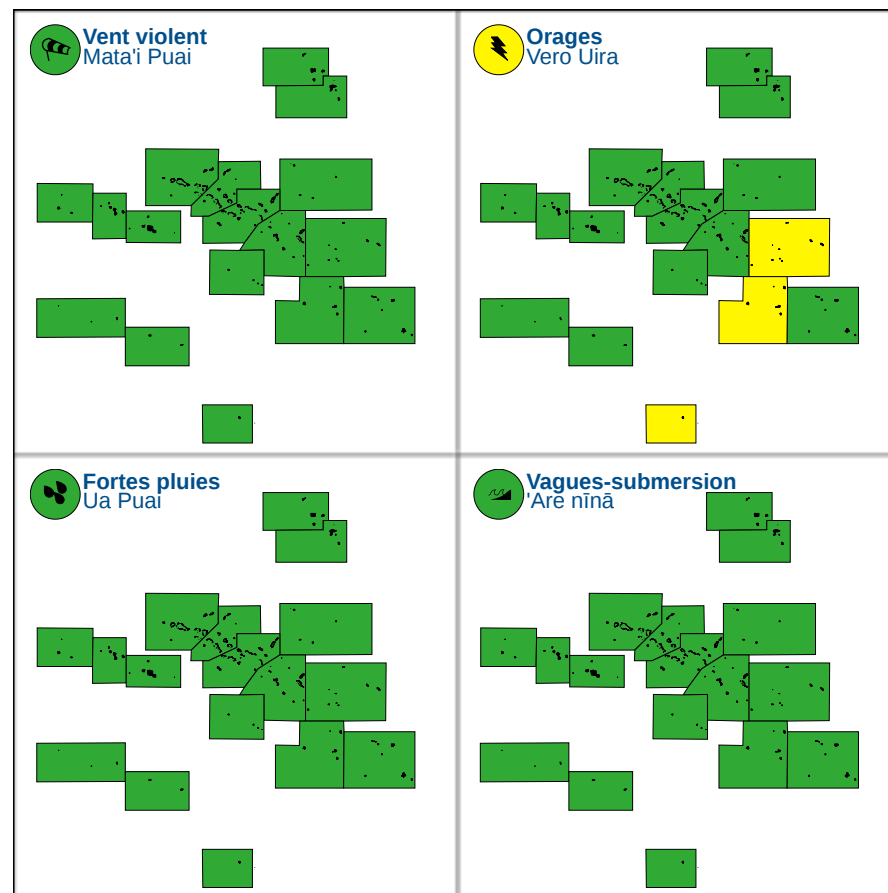 Vent violent
Mata'i Puai
Orages
Vero Uira
Fortes pluies
Ua Puai
Vagues-submersion
'Are nīnā